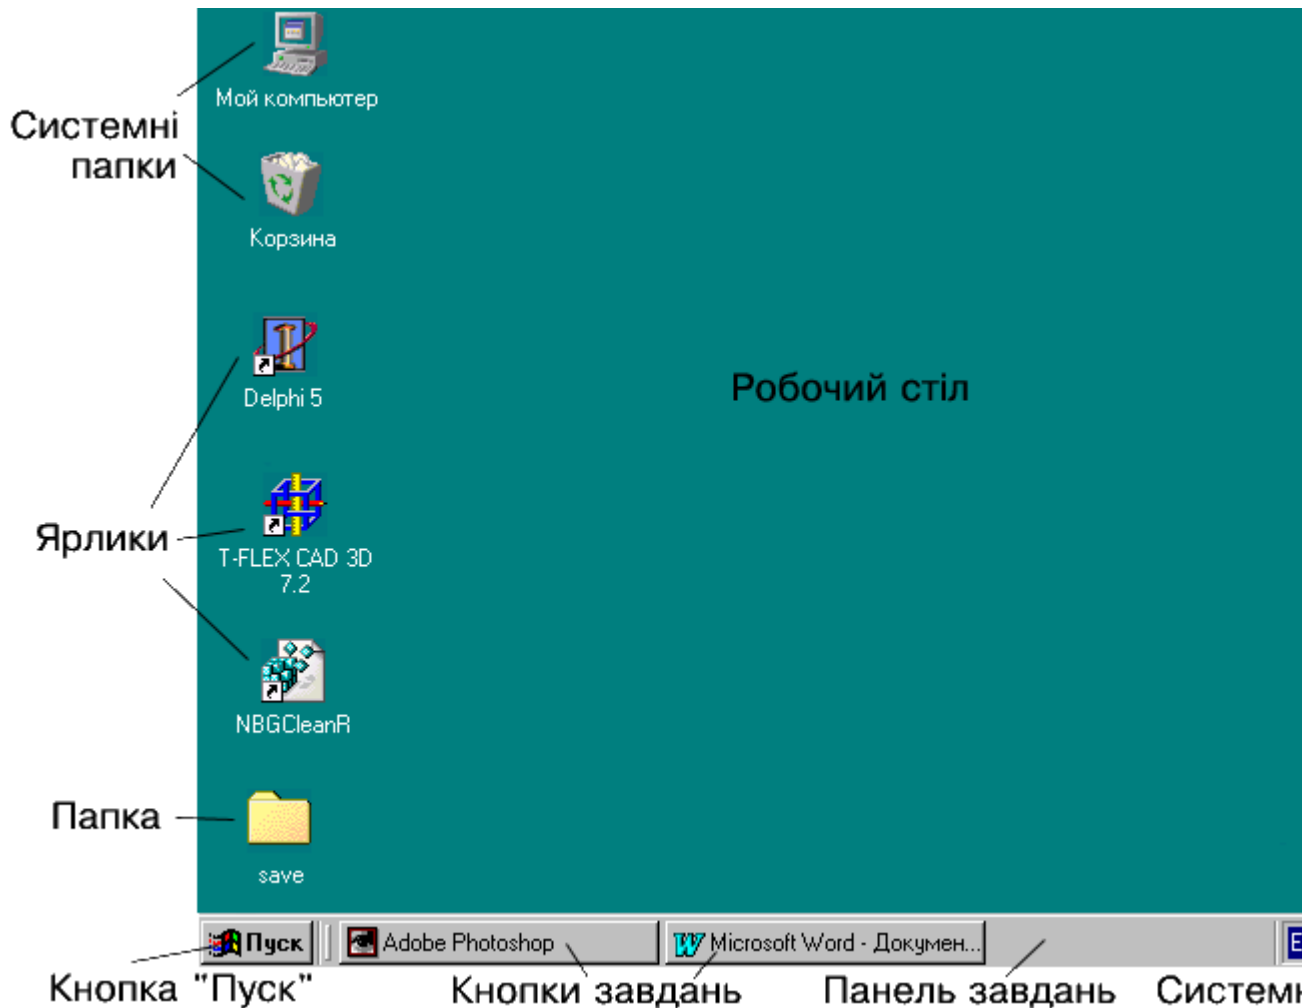 Мой компьютер
Системні
папки
Корзина
Delphi 5
Робочий стіл
Ярлики
T-FLEX CAD 3D
7.2
NBGCleanR
Папка
save
Пуск Adobe Photoshop Microsoft Word - Докумен...
Кнопка "Пуск" Кнопки завдань Панель завдань